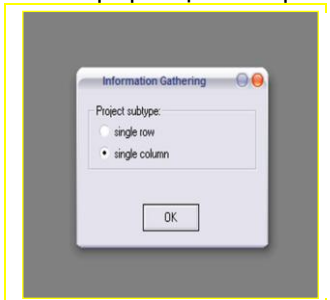 Information Gathering
Project subtype:
single row
single column
OK